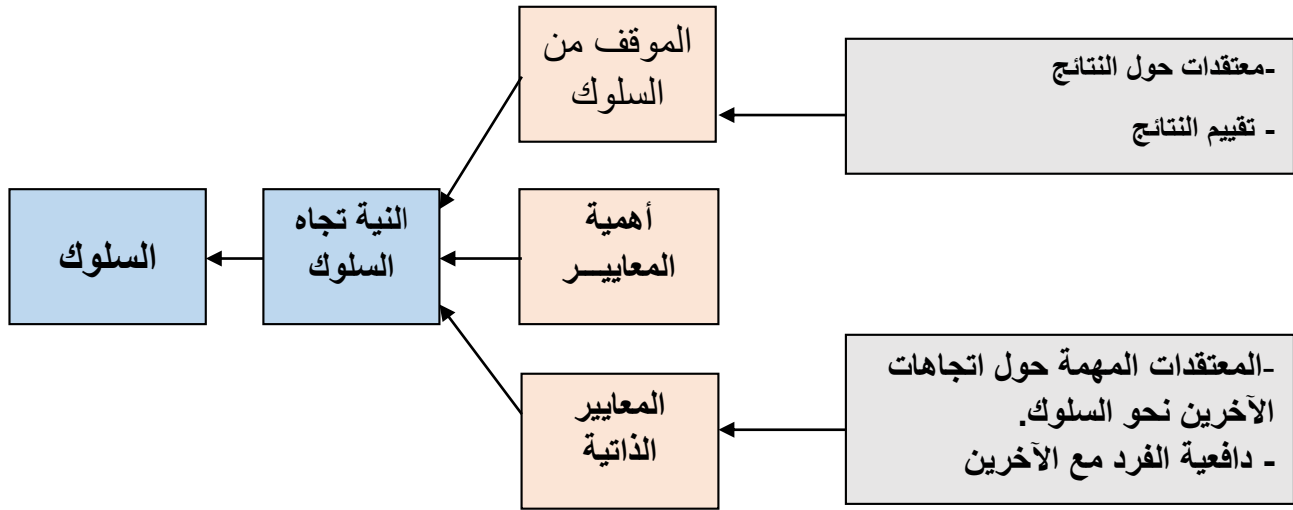 الموقف من
السلوك
-معتقدات حول النتائج
- تقييم النتائج
أهمية
المعاييــر
النية تجاه
السلوك
السلوك
المعايير
الذاتية
-المعتقدات المهمة حول اتجاهات
الآخرين نحو السلوك.
- دافعية الفرد مع الآخرين